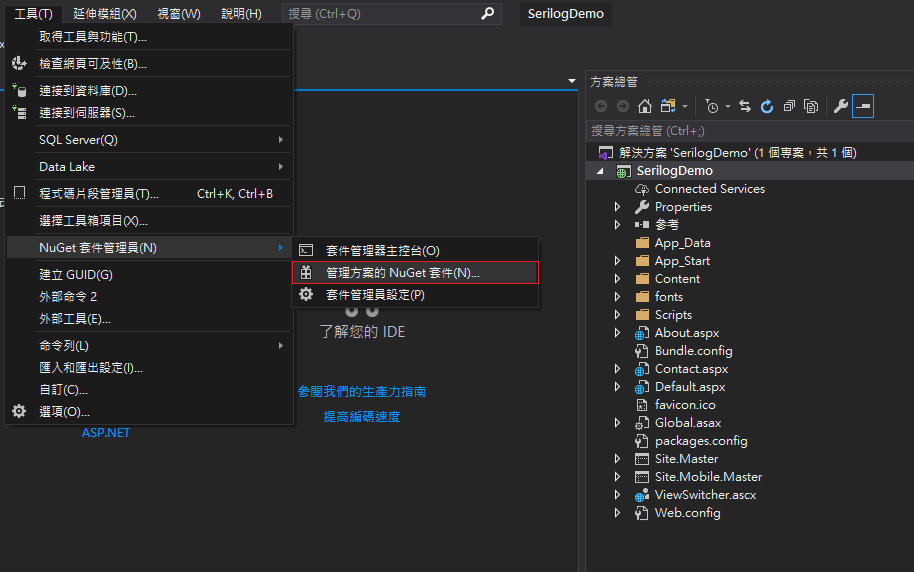 工具(T) 延伸模組(X) 視窗(W) 說明(H) 搜尋 (Ctrl+Q) SerilogDemo
取得工具與功能(T)...
檢查網頁可及性(B)...
連接到資料庫(D)...
連接到伺服器(S)...
SQL Server(Q)
Data Lake
程式碼片段管理員(T)... Ctrl+K, Ctrl+B
選擇工具箱項目(X)...
NuGet 套件管理員(N)
建立 GUID(G)
外部命令 2
外部工具(E)...
命令列(L)
匯入和匯出設定(I)...
自訂(C)...
選項(O)...
套件管理器主控台(O)
管理方案的 NuGet 套件(N)...
套件管理員設定(P)
了解您的 IDE
參閱我們的生產力指南
提高編碼速度
ASP.NET
方案總管
搜尋方案總管 (Ctrl+;)
解決方案 'SerilogDemo' (1 個專案，共 1 個)
SerilogDemo
Connected Services
Properties
參考
App_Data
App_Start
Content
fonts
Scripts
About.aspx
Bundle.config
Contact.aspx
Default.aspx
favicon.ico
Global.asax
packages.config
Site.Master
Site.Mobile.Master
ViewSwitcher.ascx
Web.config